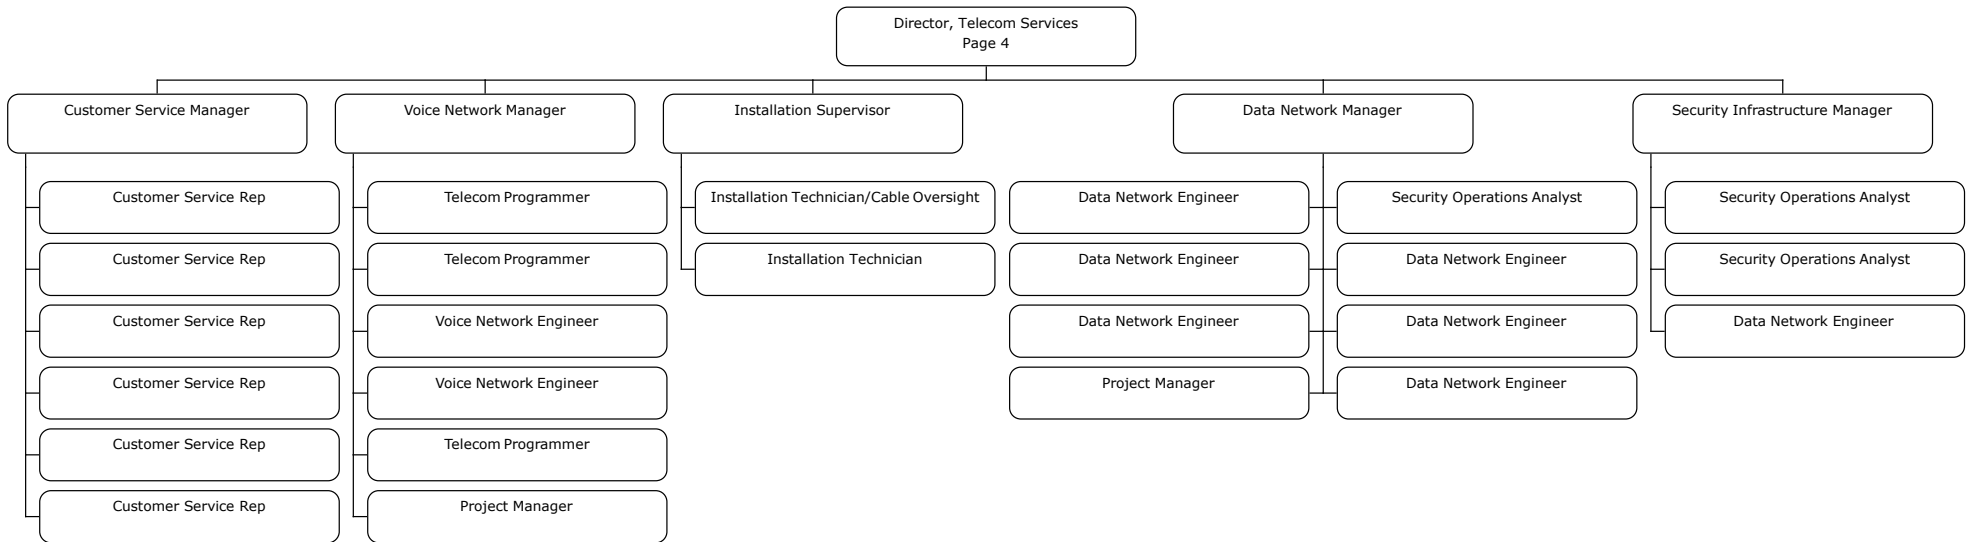 Director, Telecom Services
Page 4
Customer Service Manager
Voice Network Manager
Installation Supervisor
Data Network Manager
Security Infrastructure Manager
Customer Service Rep
Telecom Programmer
Installation Technician/Cable Oversight
Data Network Engineer
Security Operations Analyst
Security Operations Analyst
Customer Service Rep
Telecom Programmer
Installation Technician
Data Network Engineer
Data Network Engineer
Security Operations Analyst
Customer Service Rep
Voice Network Engineer
Data Network Engineer
Data Network Engineer
Data Network Engineer
Customer Service Rep
Voice Network Engineer
Project Manager
Data Network Engineer
Customer Service Rep
Telecom Programmer
Customer Service Rep
Project Manager